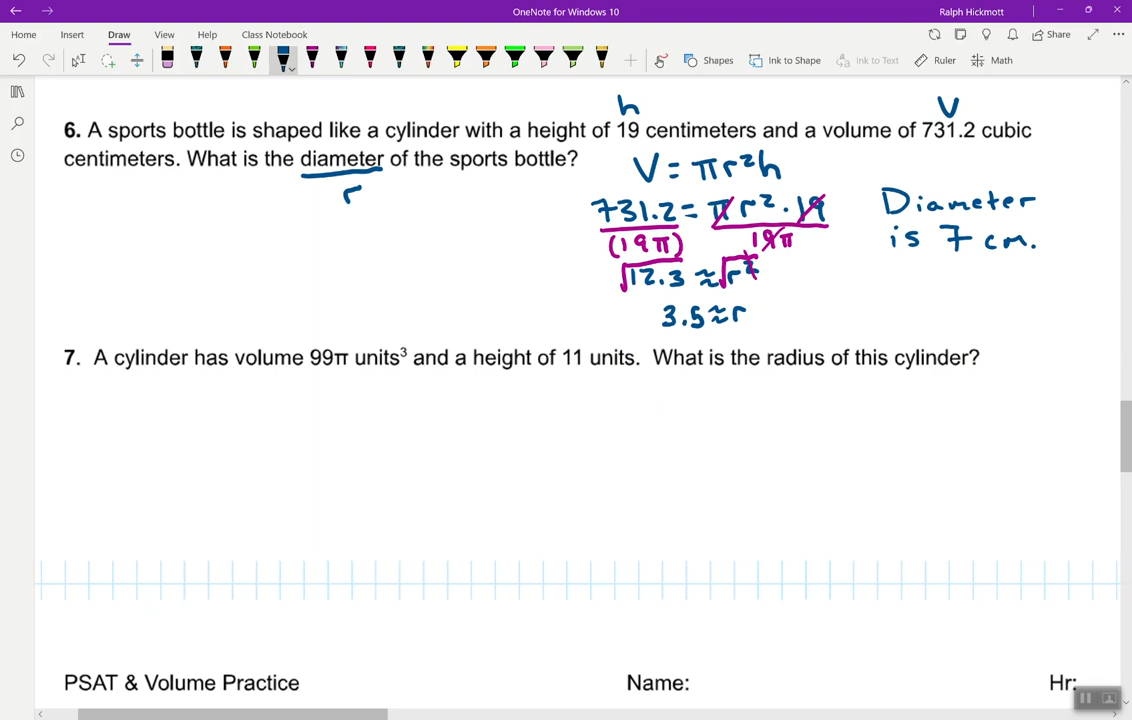 OneNote for Windows 10
Ralph Hickmott
Home Insert Draw View Help Class Notebook
Share
Shapes Ink to Shape Ink to Text Ruler Math
h V
6. A sports bottle is shaped like a cylinder with a height of 19 centimeters and a volume of 731.2 cubic
centimeters. What is the diameter of the sports bottle?
r
V = πr²h
731.2 = πr²·19
(19π) 19π
√12.3 ≈ √r²
3.5 ≈ r
Diameter
is 7 cm.
7. A cylinder has volume 99π units³ and a height of 11 units. What is the radius of this cylinder?
PSAT & Volume Practice Name: Hr: